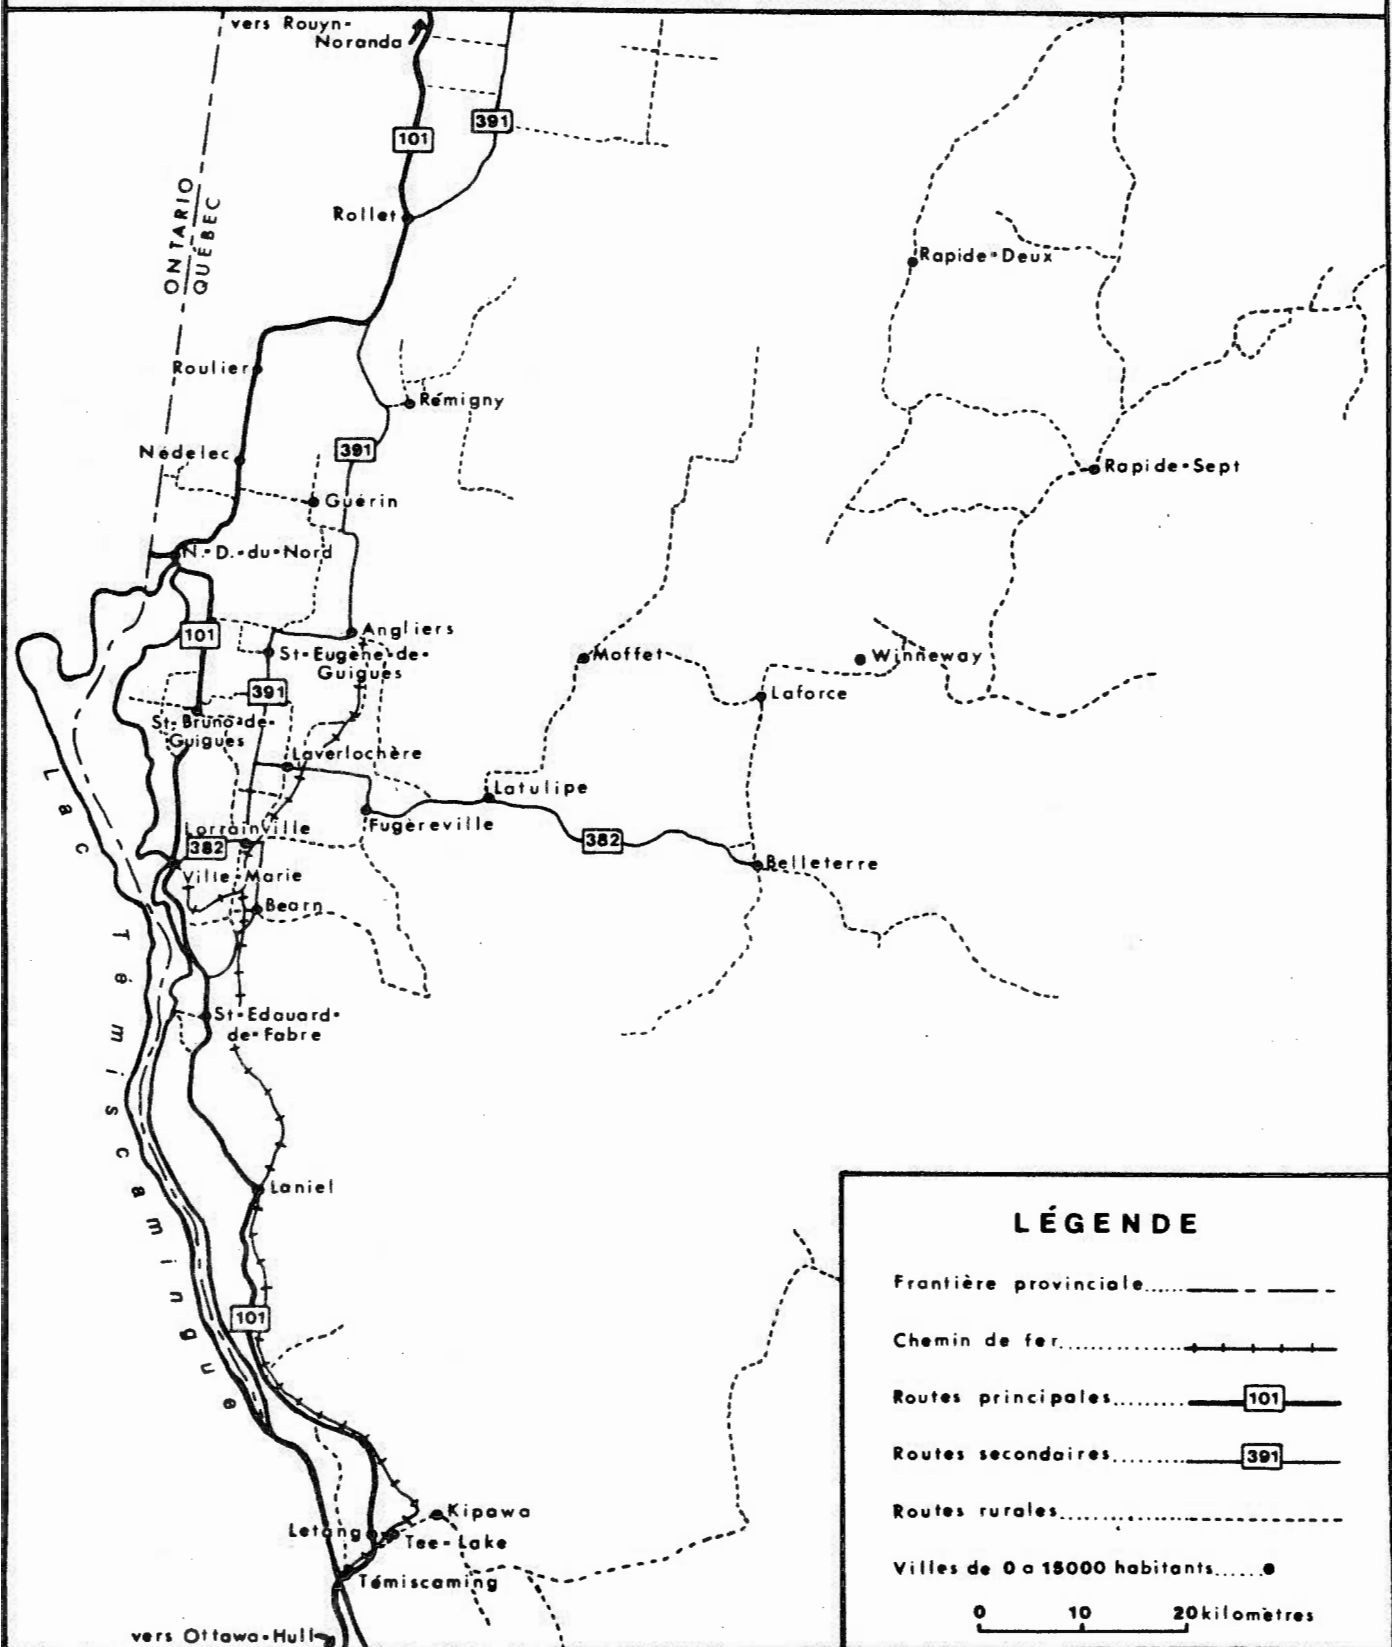 vers Rouyn-
Noranda
391
101
ONTARIO
QUÉBEC
Rollet
Rapide-Deux
Roulier
Rémigny
391
Nédelec
Rapide-Sept
Guérin
N.-D.-du-Nord
101
Angliers
St-Eugène-de-
Guigues
Moffet
Winneway
391
Laforce
St-Bruno-de-
Guigues
Laverlochère
Latulipe
Fugèreville
Lorrainville
382
382
Ville-Marie
Belleterre
Bearn
Lac Témiscamingue
St-Edouard-
de-Fabre
Laniel
101
Kipawa
Letang
Tee-Lake
Témiscaming
vers Ottawa-Hull
LÉGENDE
Frantière provinciale......
Chemin de fer..............
Routes principales.........101
Routes secondaires.........391
Routes rurales..............
Villes de 0 a 15000 habitants......
0 10 20 kilomètres